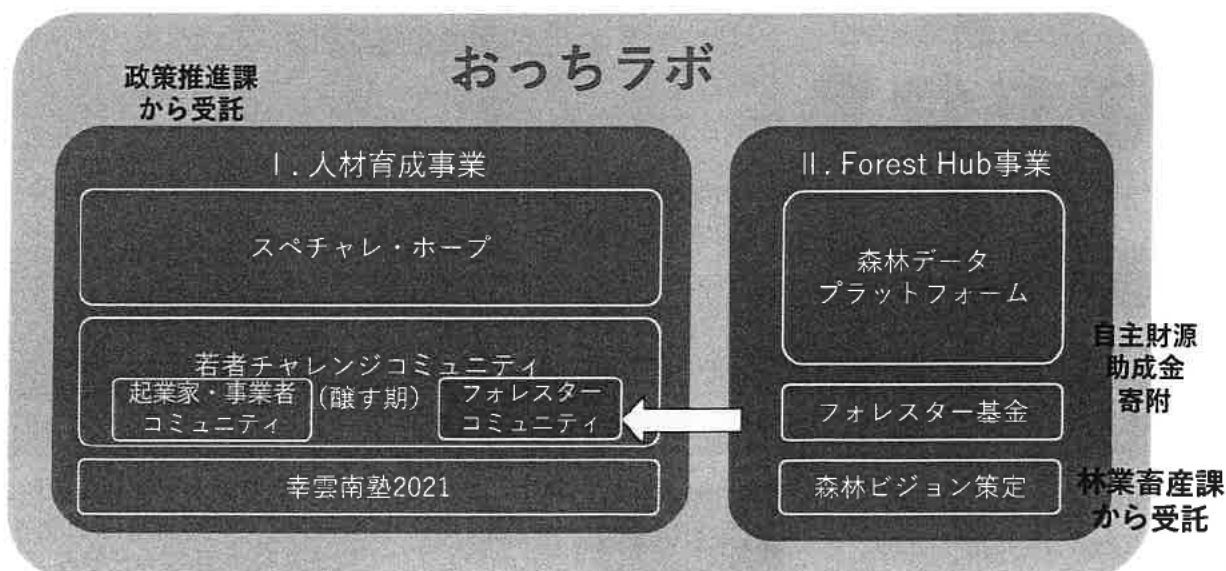 おっちラボ
政策推進課
から受託
Ⅰ. 人材育成事業
スペチャレ・ホープ
若者チャレンジコミュニティ
(醸す期)
起業家・事業者
コミュニティ
フォレスター
コミュニティ
幸雲南塾2021
Ⅱ. Forest Hub事業
森林データ
プラットフォーム
フォレスター基金
森林ビジョン策定
自主財源
助成金
寄附
林業畜産課
から受託